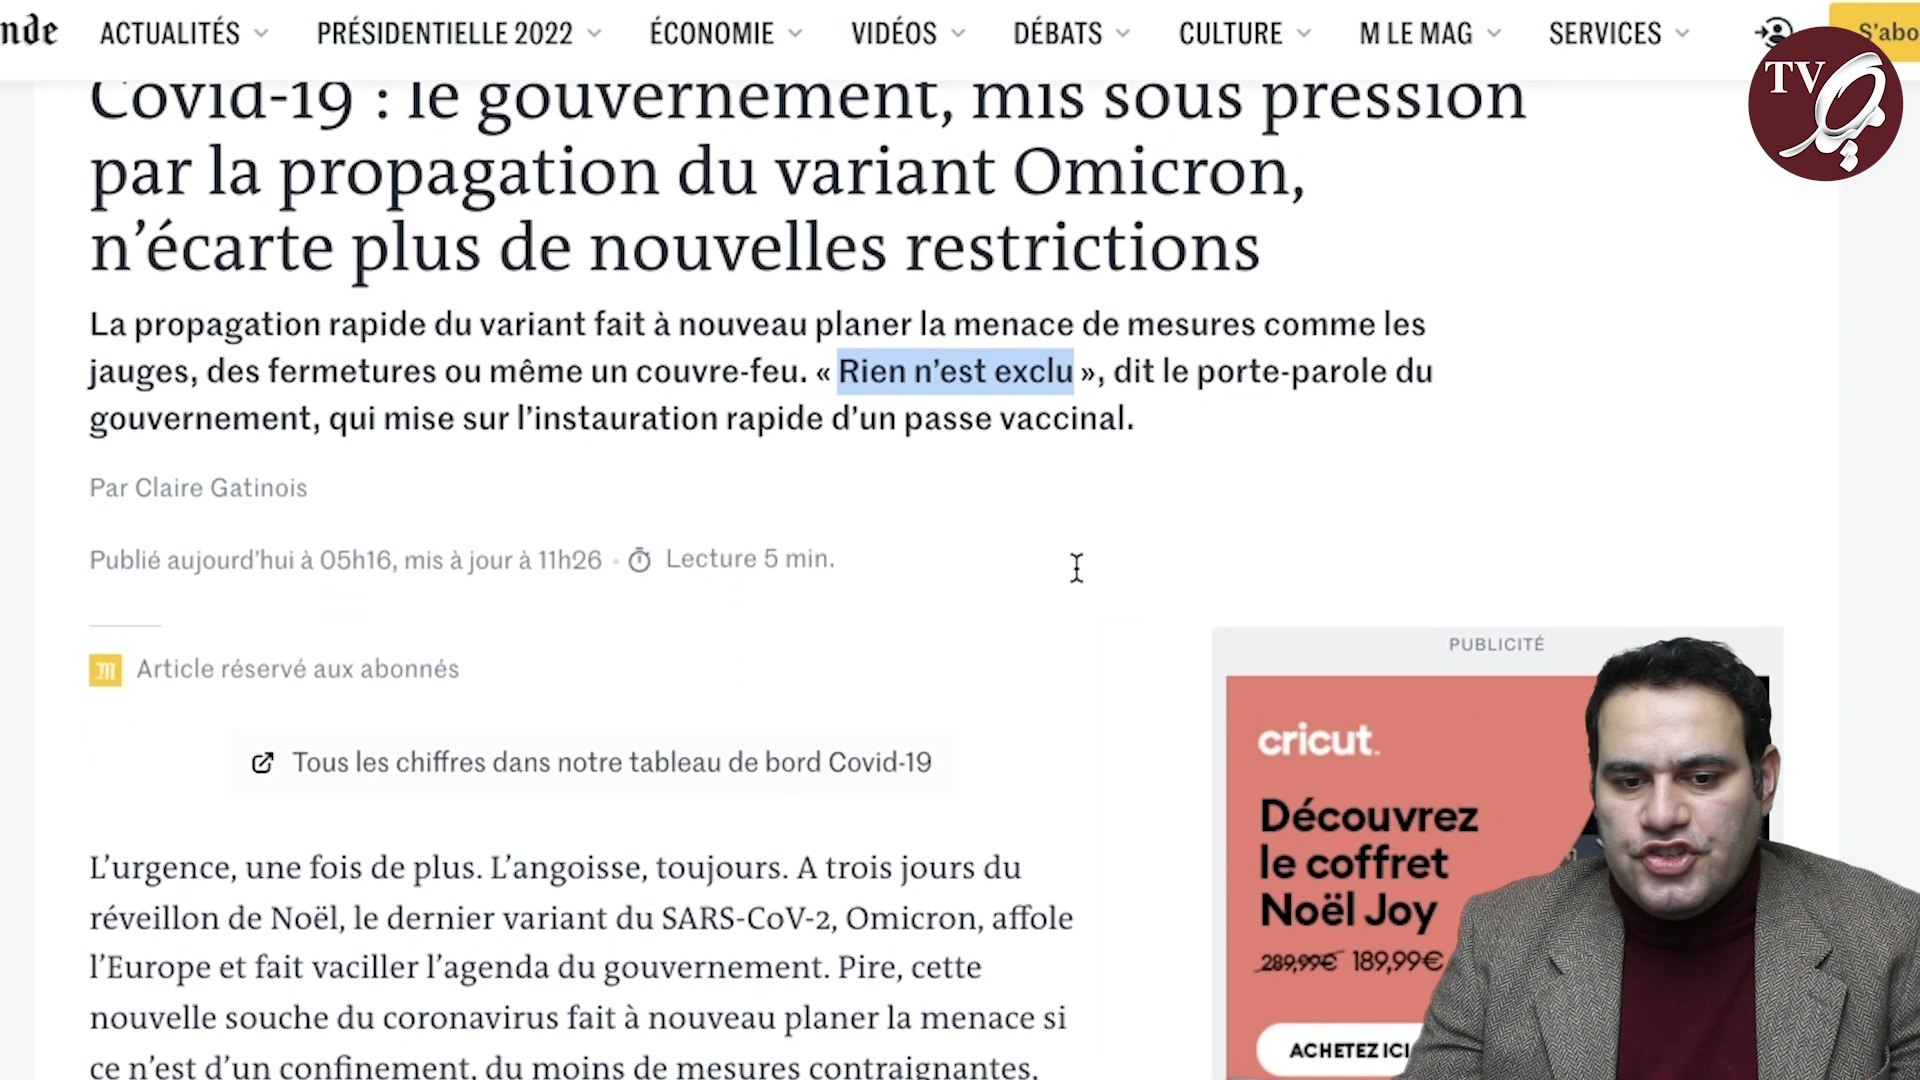 nde ACTUALITÉS PRÉSIDENTIELLE 2022 ÉCONOMIE VIDÉOS DÉBATS CULTURE M LE MAG SERVICES S'abo
TV
Covid-19 : le gouvernement, mis sous pression
par la propagation du variant Omicron,
n’écarte plus de nouvelles restrictions
La propagation rapide du variant fait à nouveau planer la menace de mesures comme les
jauges, des fermetures ou même un couvre-feu. « Rien n’est exclu », dit le porte-parole du
gouvernement, qui mise sur l’instauration rapide d’un passe vaccinal.
Par Claire Gatinois
Publié aujourd’hui à 05h16, mis à jour à 11h26 · Lecture 5 min.
Article réservé aux abonnés
Tous les chiffres dans notre tableau de bord Covid-19
L’urgence, une fois de plus. L’angoisse, toujours. A trois jours du
réveillon de Noël, le dernier variant du SARS-CoV-2, Omicron, affole
l’Europe et fait vaciller l’agenda du gouvernement. Pire, cette
nouvelle souche du coronavirus fait à nouveau planer la menace si
ce n’est d’un confinement, du moins de mesures contraignantes,
PUBLICITÉ
cricut.
Découvrez
le coffret
Noël Joy
289,99€ 189,99€
ACHETEZ ICI